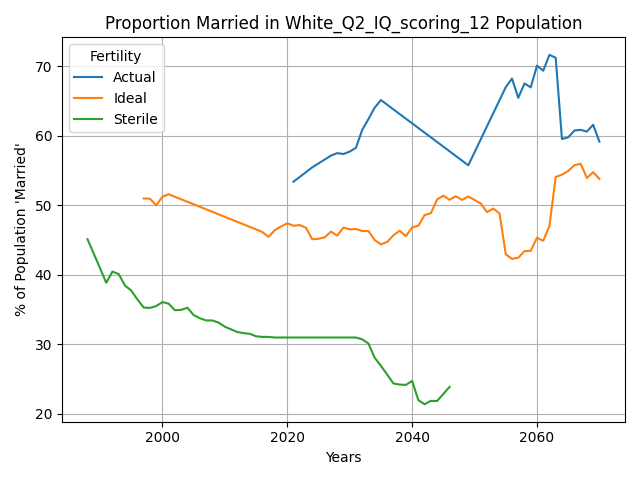 Proportion Married in White_Q2_IQ_scoring_12 Population
Fertility
Actual
Ideal
Sterile
% of Population 'Married'
70
60
50
40
30
20
2000
2020
2040
2060
Years